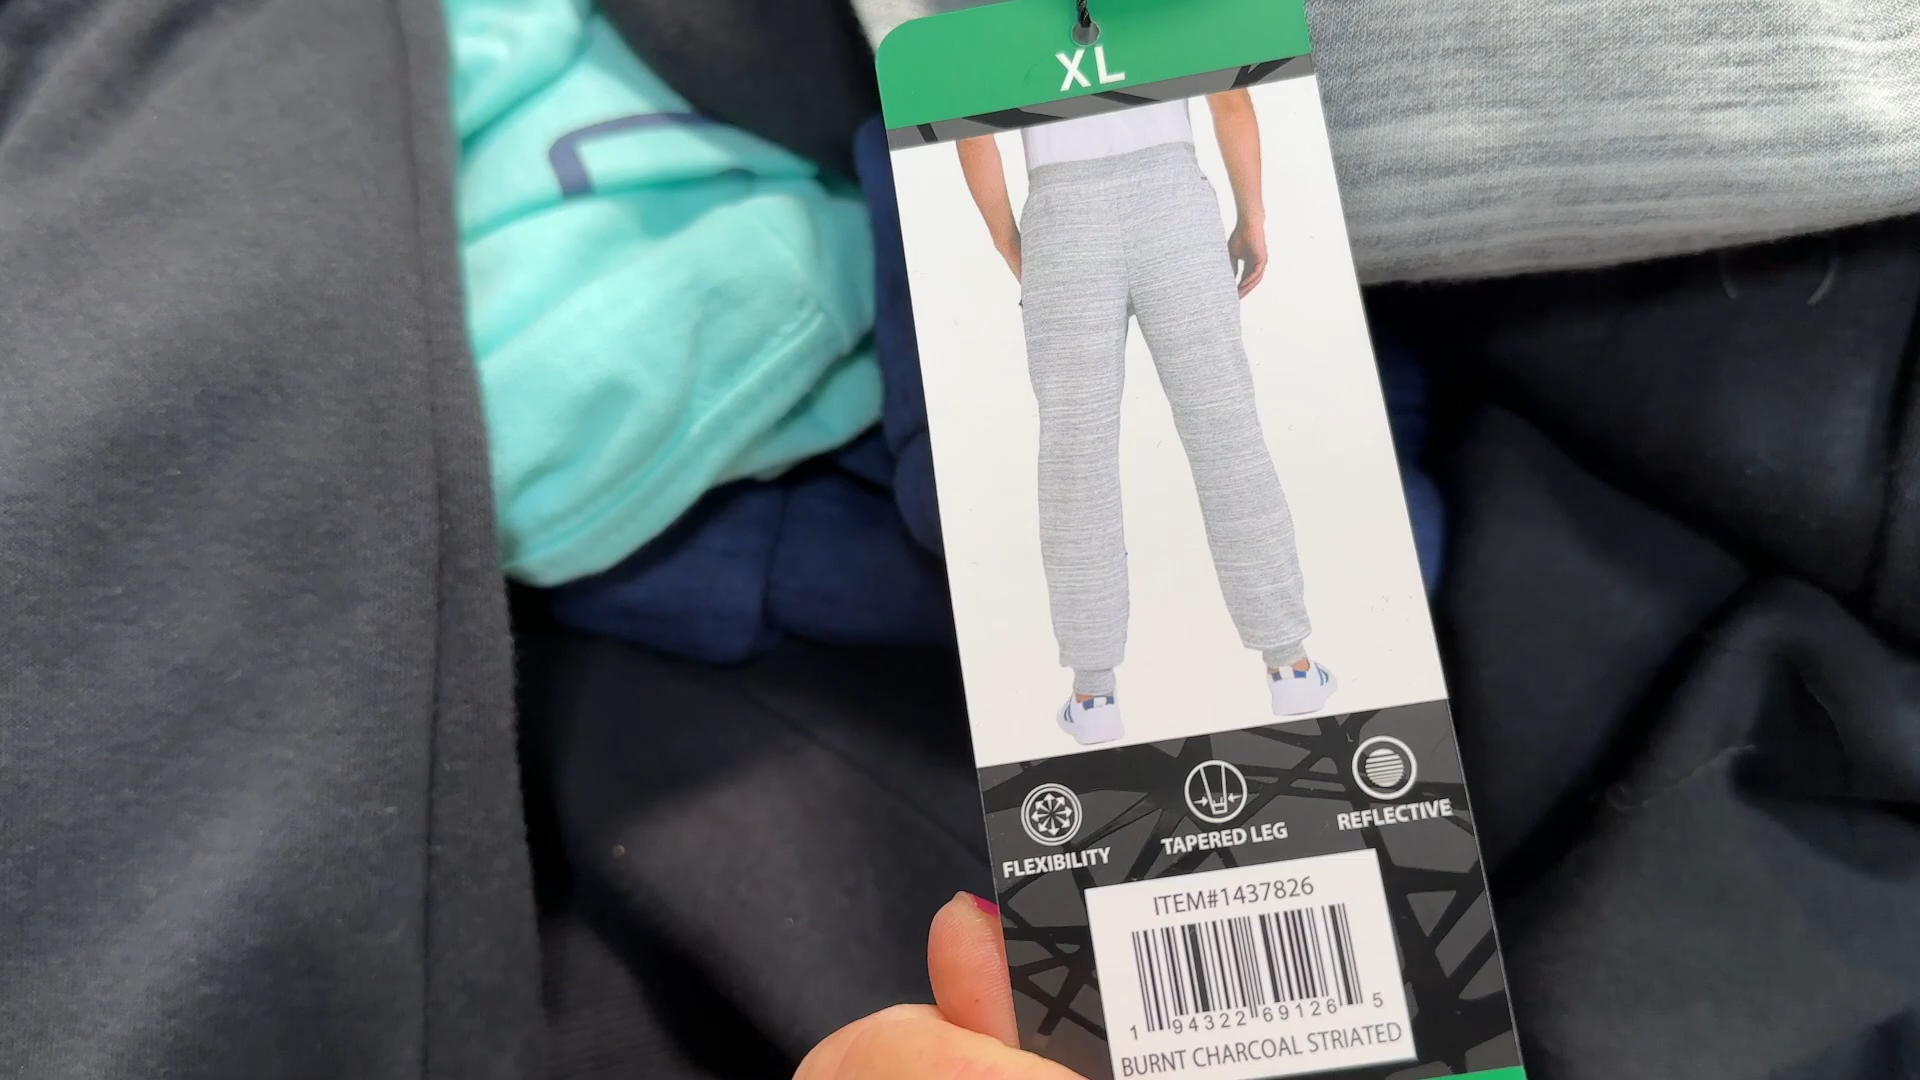 XL
FLEXIBILITY
TAPERED LEG
REFLECTIVE
ITEM#1437826
1 94322 69126 5
BURNT CHARCOAL STRIATED